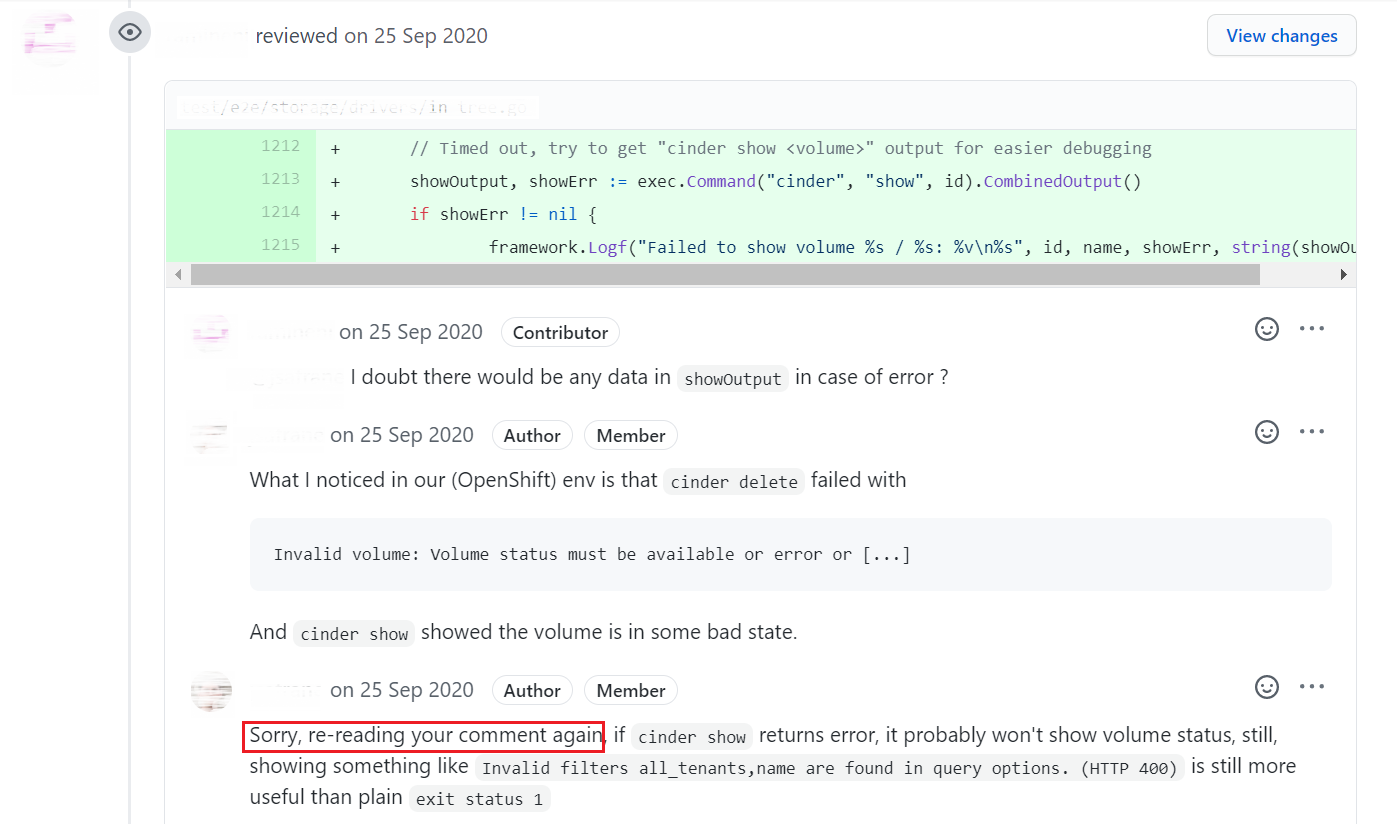 reviewed on 25 Sep 2020
View changes
test/e2e/storage/drivers/in_tree.go
1212 + // Timed out, try to get "cinder show <volume>" output for easier debugging
1213 + showOutput, showErr := exec.Command("cinder", "show", id).CombinedOutput()
1214 + if showErr != nil {
1215 + framework.Logf("Failed to show volume %s / %s: %v\n%s", id, name, showErr, string(showOu
on 25 Sep 2020 Contributor
I doubt there would be any data in showOutput in case of error ?
on 25 Sep 2020 Author Member
What I noticed in our (OpenShift) env is that cinder delete failed with
Invalid volume: Volume status must be available or error or [...]
And cinder show showed the volume is in some bad state.
on 25 Sep 2020 Author Member
Sorry, re-reading your comment again, if cinder show returns error, it probably won't show volume status, still,
showing something like Invalid filters all_tenants,name are found in query options. (HTTP 400) is still more
useful than plain exit status 1